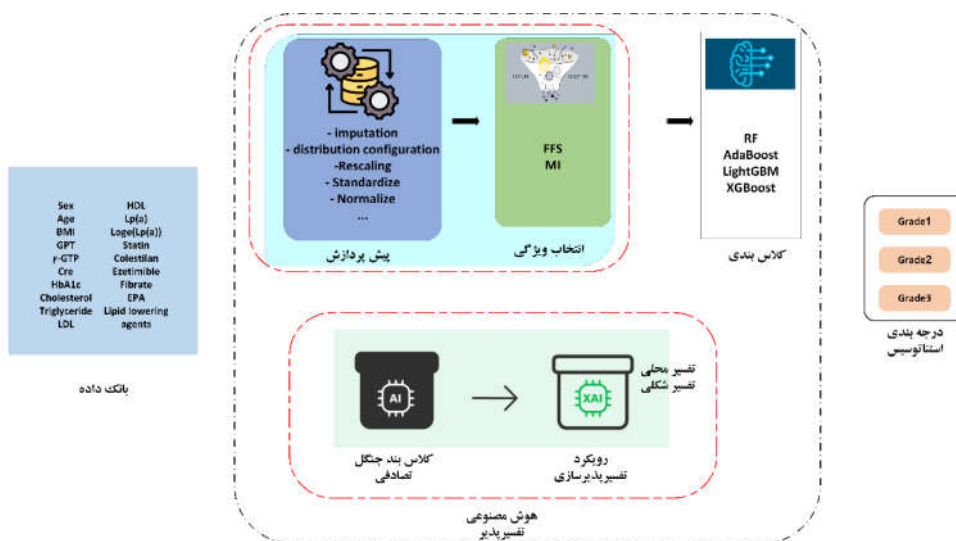 Sex
Age
BMI
GPT
γ-GTP
Cre
HbA1c
Cholesterol
Triglyceride
LDL
HDL
Lp(a)
Loge(Lp(a))
Statin
Colestilan
Ezetimible
Fibrate
EPA
Lipid lowering
agents
بانک داده
- imputation
- distribution configuration
-Rescaling
- Standardize
- Normalize
...
پیش پردازش
FFS
MI
انتخاب ویژگی
RF
AdaBoost
LightGBM
XGBoost
کلاس بندی
AI
کلاس بند جنگل
تصادفی
XAI
تفسیر محلی
تفسیر شکلی
رویکرد
تفسیرپذیرسازی
هوش مصنوعی
تفسیرپذیر
Grade1
Grade2
Grade3
درجه بندی
استئاتوسیس